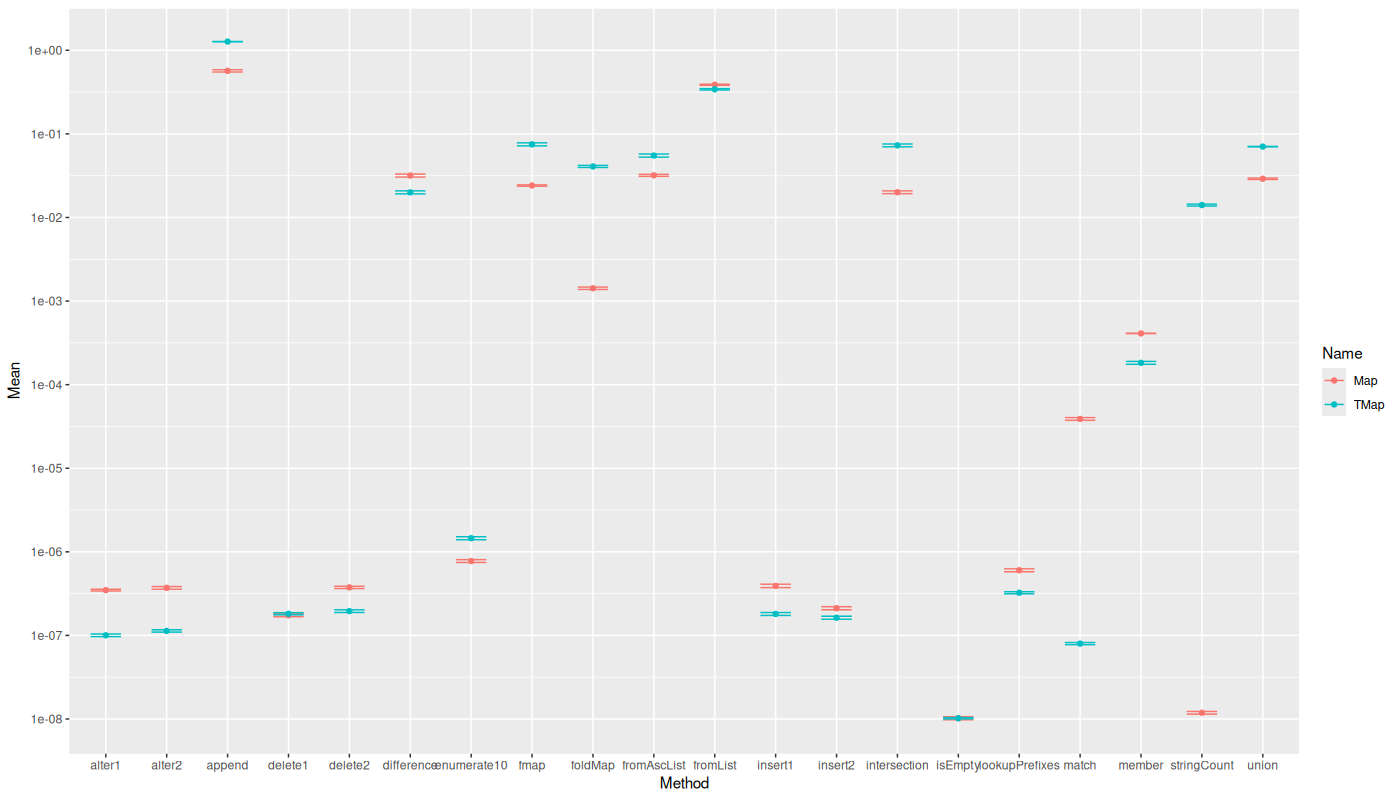 1e+00
1e-01
1e-02
1e-03
1e-04
1e-05
1e-06
1e-07
1e-08
Mean
alter1 alter2 append delete1 delete2 difference enumerate10 fmap foldMap fromAscList fromList insert1 insert2 intersection isEmpty lookupPrefixes match member stringCount union
Method
Name
Map
TMap